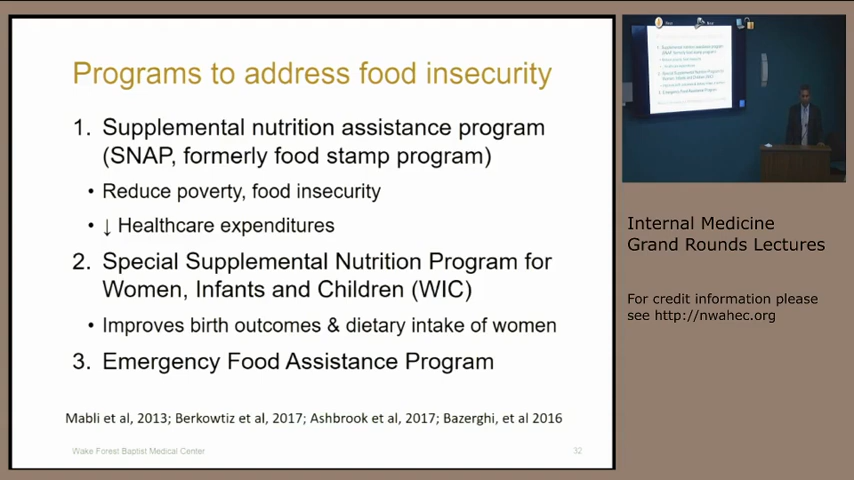 Programs to address food insecurity
1. Supplemental nutrition assistance program
(SNAP, formerly food stamp program)
• Reduce poverty, food insecurity
• ↓ Healthcare expenditures
2. Special Supplemental Nutrition Program for
Women, Infants and Children (WIC)
• Improves birth outcomes & dietary intake of women
3. Emergency Food Assistance Program
Mabli et al, 2013; Berkowtiz et al, 2017; Ashbrook et al, 2017; Bazerghi, et al 2016
Wake Forest Baptist Medical Center
32
Internal Medicine
Grand Rounds Lectures
For credit information please
see http://nwahec.org